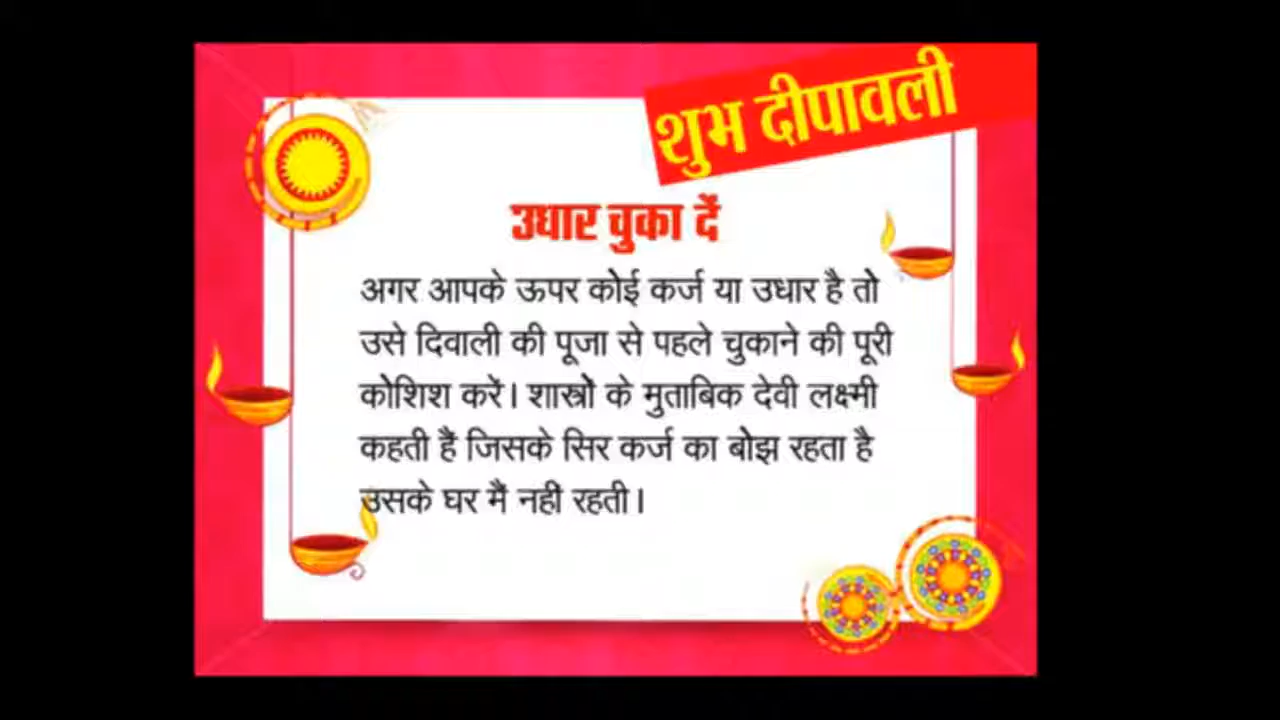 शुभ दीपावली
उधार चुका दें
अगर आपके ऊपर कोई कर्ज या उधार है तो
उसे दिवाली की पूजा से पहले चुकाने की पूरी
कोशिश करें। शास्त्रों के मुताबिक देवी लक्ष्मी
कहती हैं जिसके सिर कर्ज का बोझ रहता है
उसके घर मैं नहीं रहती।